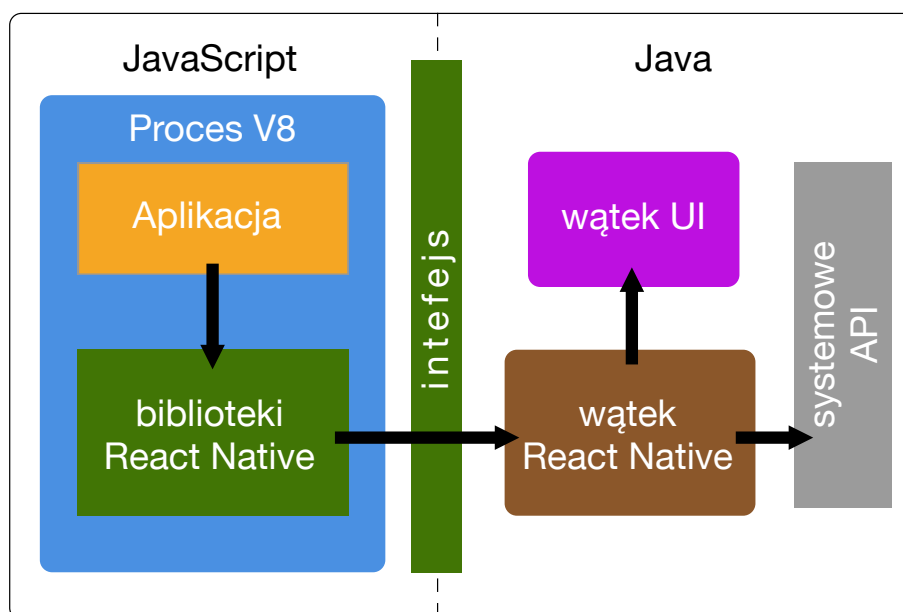 JavaScript
Java
Proces V8
Aplikacja
biblioteki
React Native
intefejs
wątek UI
wątek
React Native
systemowe
API